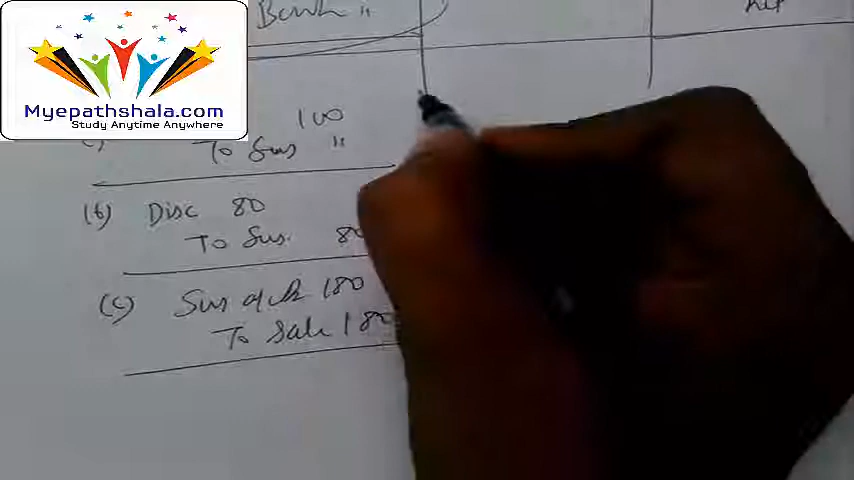 Bank "
Myepathshala.com
Study Anytime Anywhere
100
To Sus "
(b) Disc 80
To Sus. 80
(c) Sus a/c 180
To Sale 180